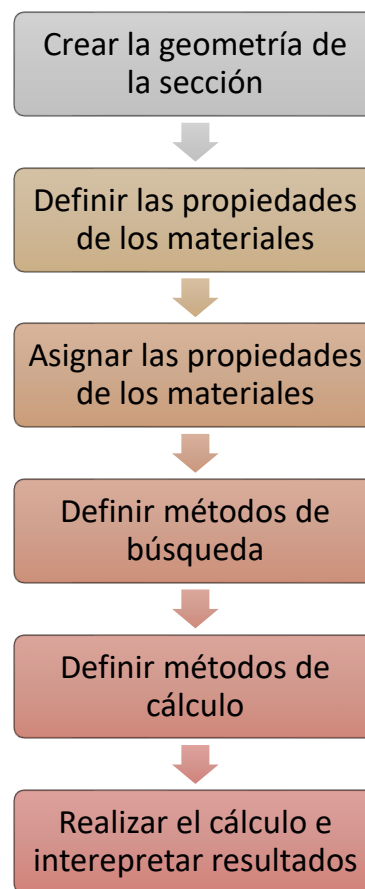 Crear la geometría de
la sección
Definir las propiedades
de los materiales
Asignar las propiedades
de los materiales
Definir métodos de
búsqueda
Definir métodos de
cálculo
Realizar el cálculo e
interepretar resultados